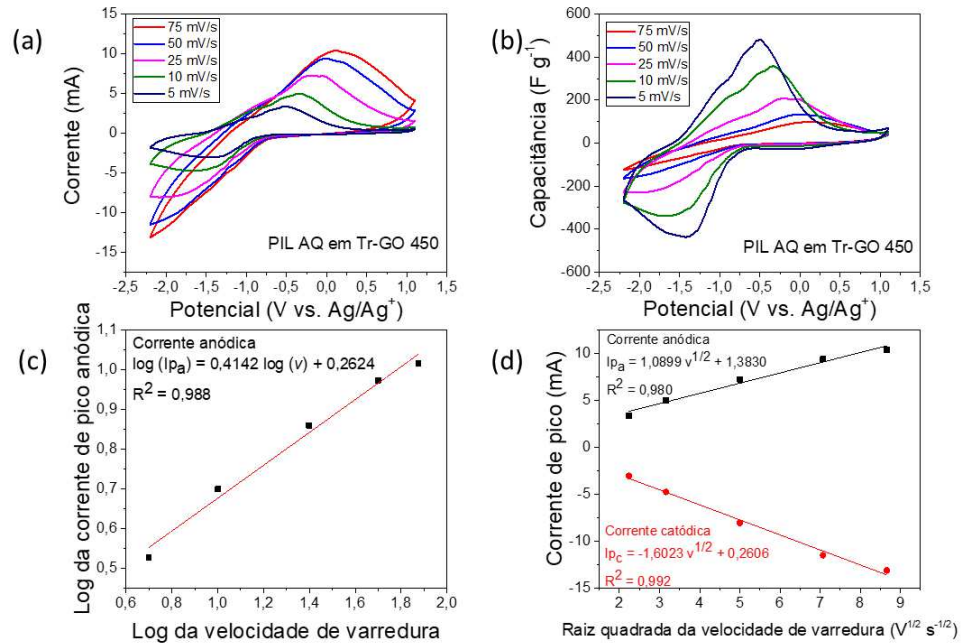 (a)
75 mV/s
50 mV/s
25 mV/s
10 mV/s
5 mV/s
Corrente (mA)
15
10
5
0
-5
-10
-15
PIL AQ em Tr-GO 450
-2,5 -2,0 -1,5 -1,0 -0,5 0,0 0,5 1,0 1,5
Potencial (V vs. Ag/Ag+)
(b)
75 mV/s
50 mV/s
25 mV/s
10 mV/s
5 mV/s
Capacitância (F g-1)
600
400
200
0
-200
-400
-600
PIL AQ em Tr-GO 450
-2,5 -2,0 -1,5 -1,0 -0,5 0,0 0,5 1,0 1,5
Potencial (V vs. Ag/Ag+)
(c)
Corrente anódica
log (Ipa) = 0,4142 log (v) + 0,2624
R2 = 0,988
Log da corrente de pico anódica
1,1
1,0
0,9
0,8
0,7
0,6
0,5
0,6 0,8 1,0 1,2 1,4 1,6 1,8 2,0
Log da velocidade de varredura
(d)
Corrente anódica
Ipa = 1,0899 v1/2 + 1,3830
R2 = 0,980
Corrente de pico (mA)
10
5
0
-5
-10
-15
Corrente catódica
Ipc = -1,6023 v1/2 + 0,2606
R2 = 0,992
2 3 4 5 6 7 8 9
Raiz quadrada da velocidade de varredura (V1/2 s-1/2)